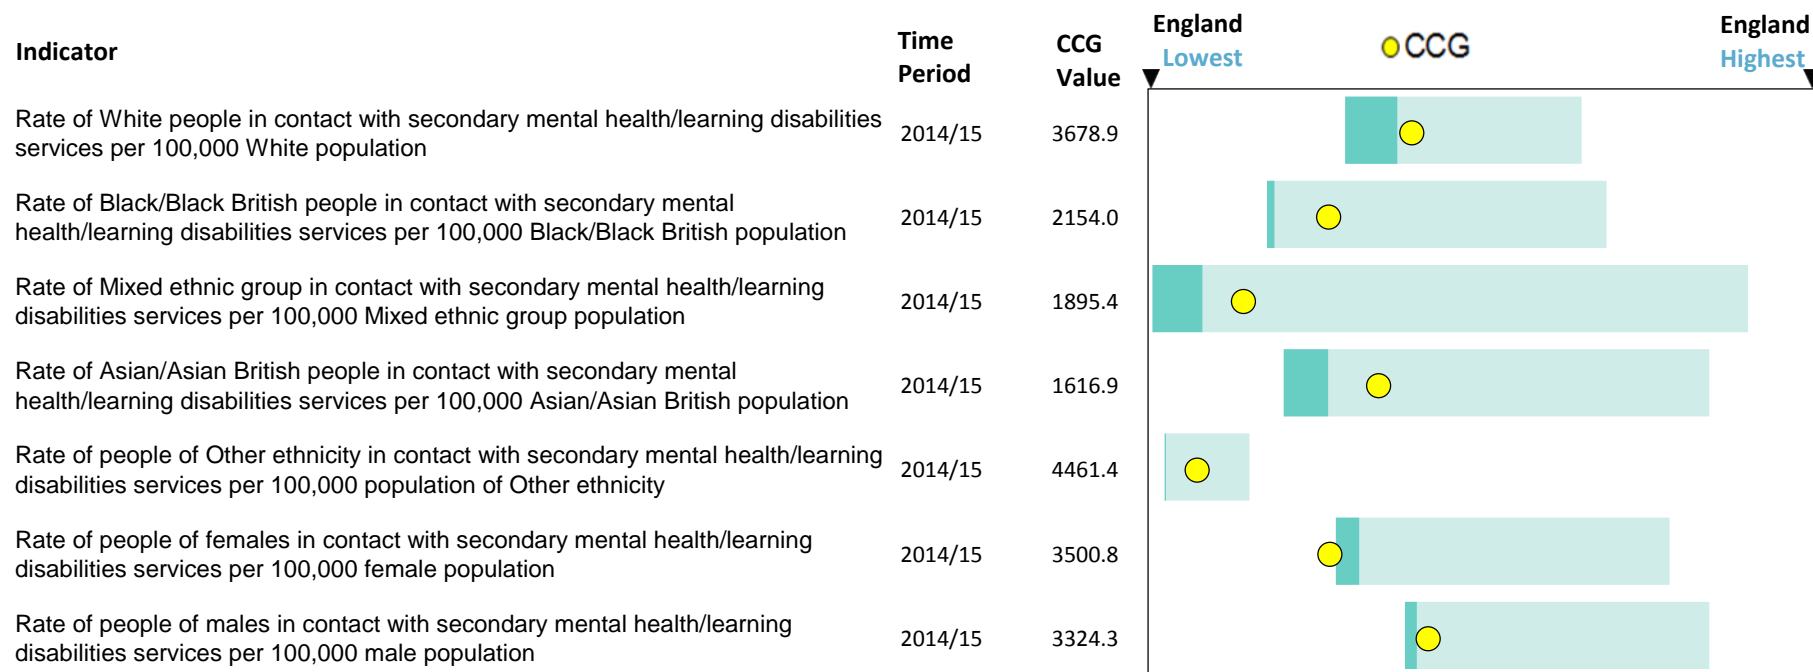 Indicator
Time Period
CCG Value
England Lowest
CCG
England Highest
Rate of White people in contact with secondary mental health/learning disabilities
services per 100,000 White population
2014/15
3678.9
Rate of Black/Black British people in contact with secondary mental
health/learning disabilities services per 100,000 Black/Black British population
2014/15
2154.0
Rate of Mixed ethnic group in contact with secondary mental health/learning
disabilities services per 100,000 Mixed ethnic group population
2014/15
1895.4
Rate of Asian/Asian British people in contact with secondary mental
health/learning disabilities services per 100,000 Asian/Asian British population
2014/15
1616.9
Rate of people of Other ethnicity in contact with secondary mental health/learning
disabilities services per 100,000 population of Other ethnicity
2014/15
4461.4
Rate of people of females in contact with secondary mental health/learning
disabilities services per 100,000 female population
2014/15
3500.8
Rate of people of males in contact with secondary mental health/learning
disabilities services per 100,000 male population
2014/15
3324.3